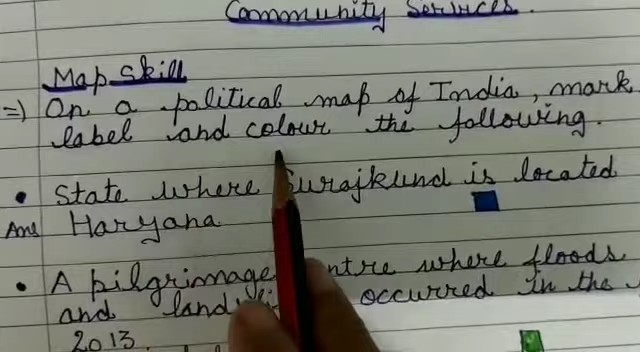 Community Services.
Map Skill
=) On a political map of India, mark
label and colour the following.
• State where Surajkund is located
Ans Haryana
• A pilgrimage where floods
and occurred in the
2013.